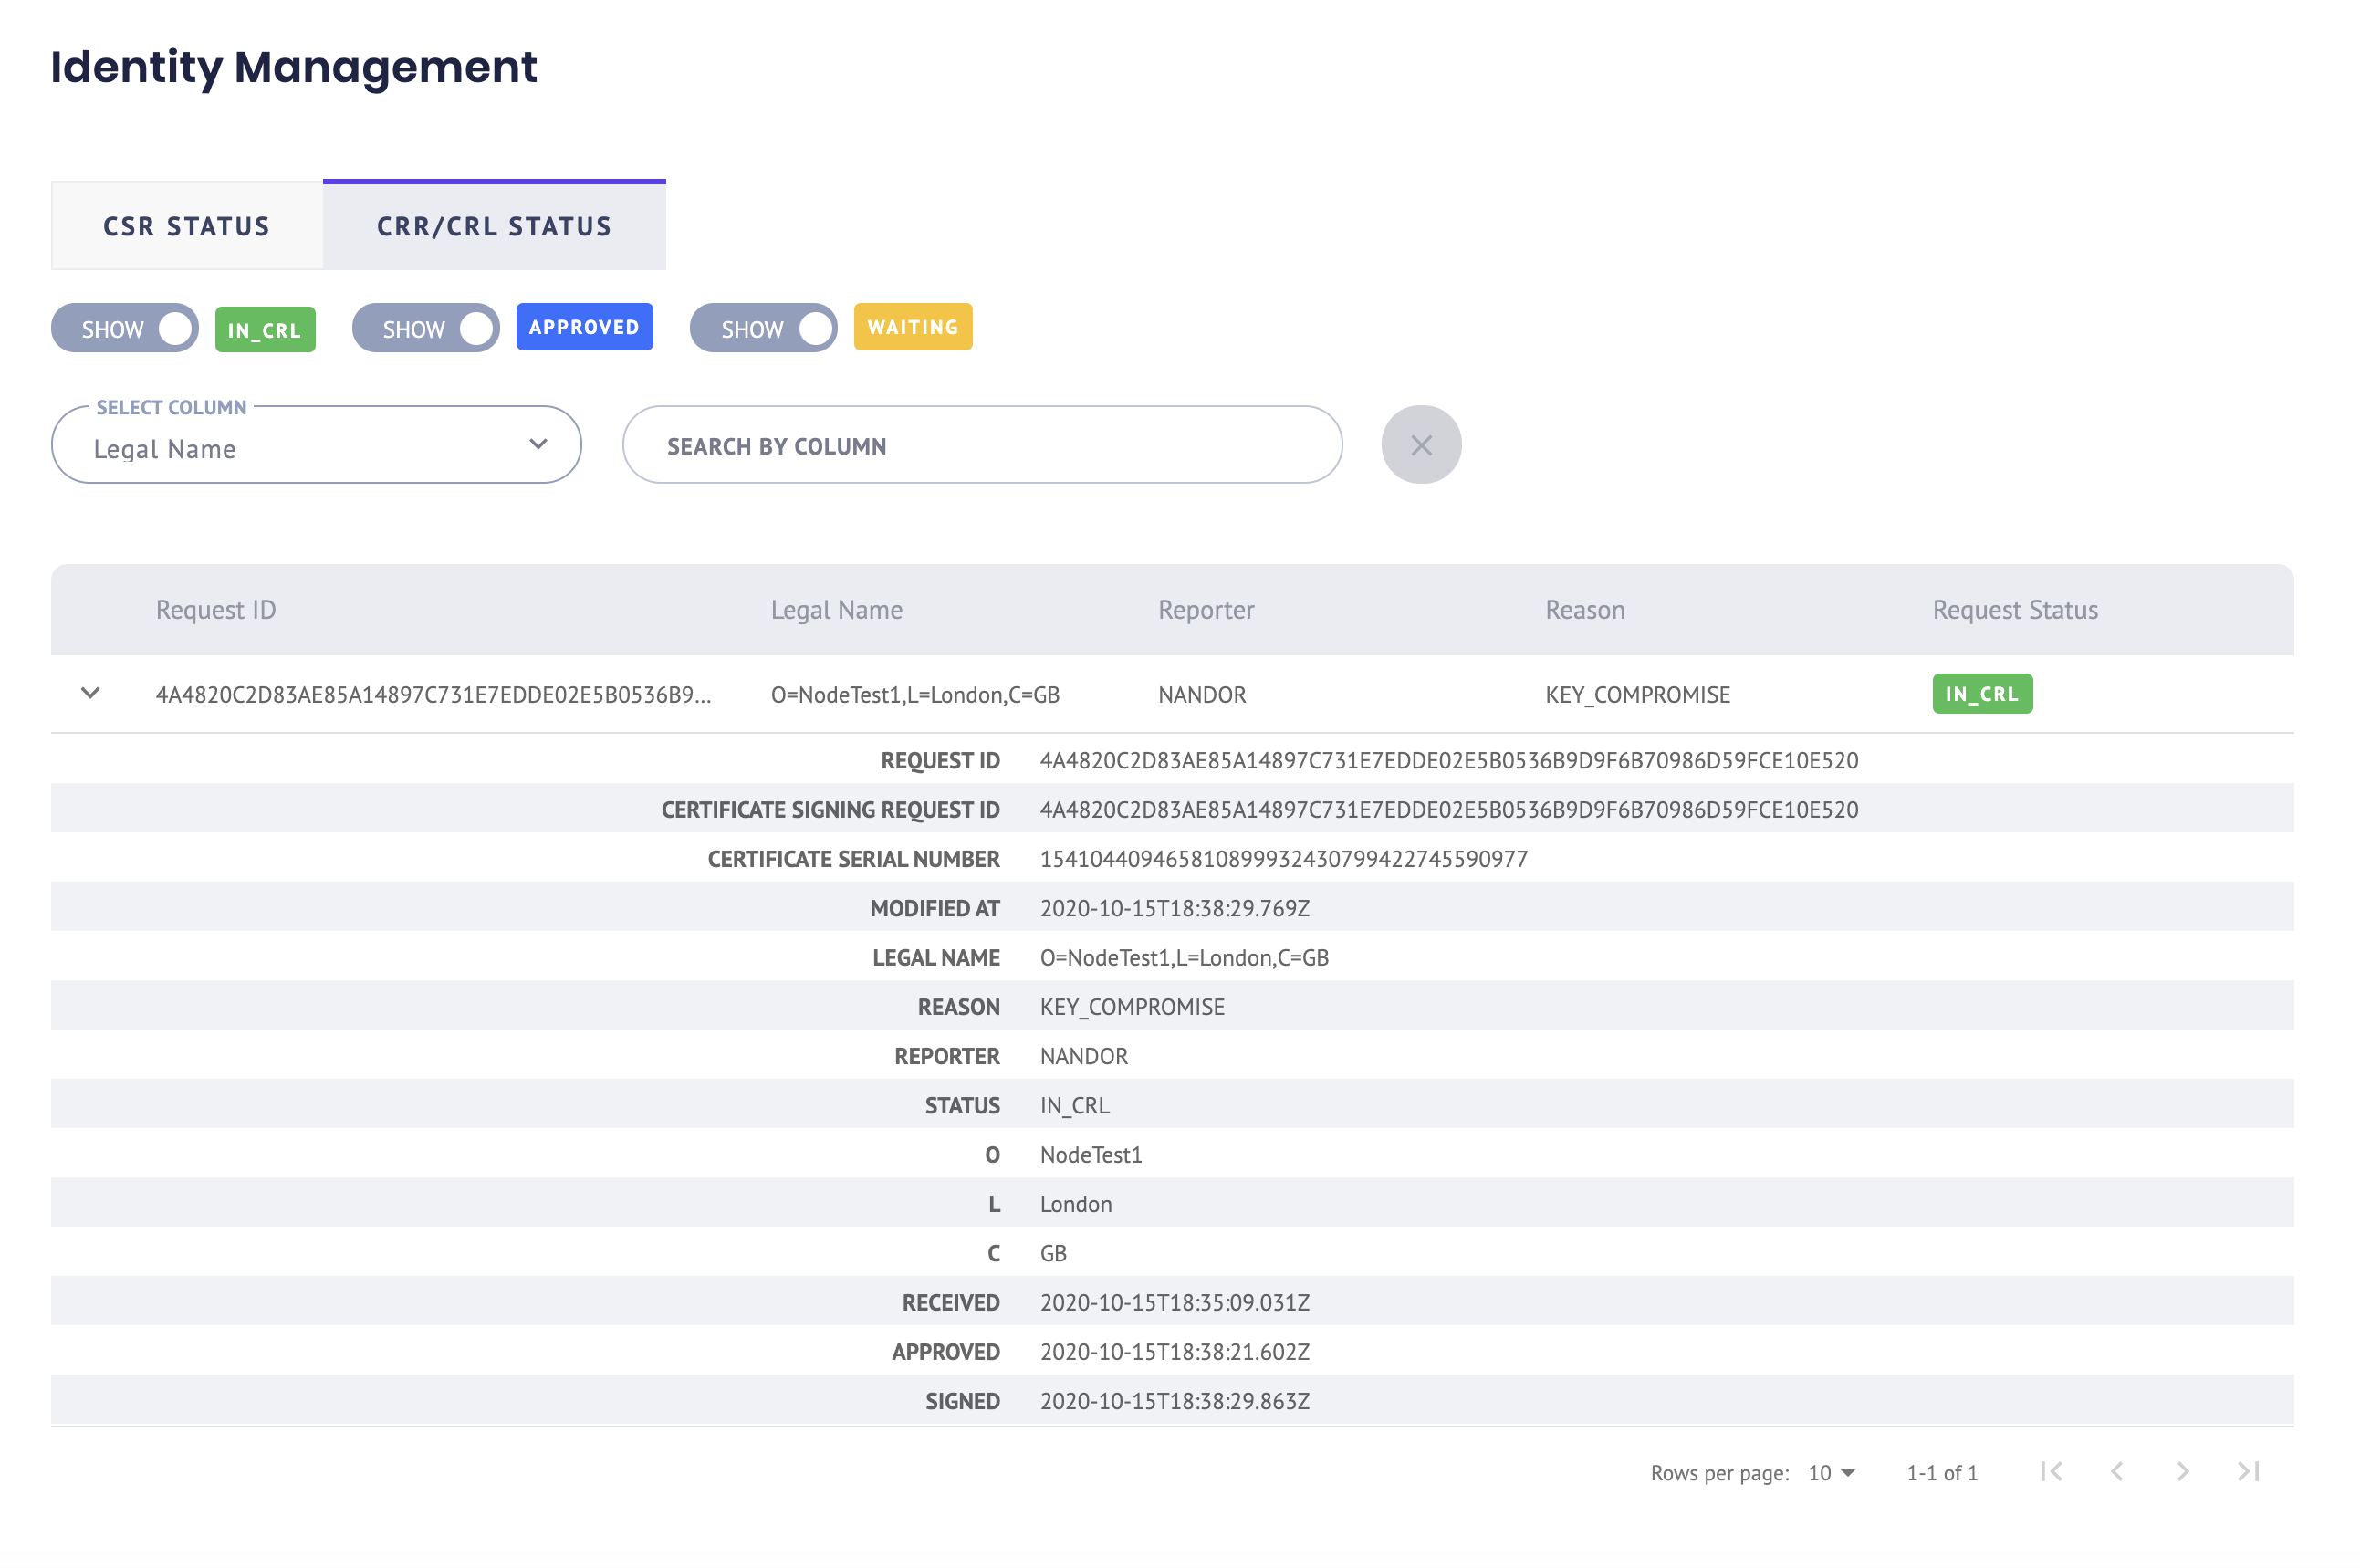 Identity Management
CSR STATUS CRR/CRL STATUS
SHOW IN_CRL SHOW APPROVED SHOW WAITING
SELECT COLUMN
Legal Name SEARCH BY COLUMN
Request ID Legal Name Reporter Reason Request Status
4A4820C2D83AE85A14897C731E7EDDE02E5B0536B9... O=NodeTest1,L=London,C=GB NANDOR KEY_COMPROMISE IN_CRL
REQUEST ID 4A4820C2D83AE85A14897C731E7EDDE02E5B0536B9D9F6B70986D59FCE10E520
CERTIFICATE SIGNING REQUEST ID 4A4820C2D83AE85A14897C731E7EDDE02E5B0536B9D9F6B70986D59FCE10E520
CERTIFICATE SERIAL NUMBER 154104409465810899932430799422745590977
MODIFIED AT 2020-10-15T18:38:29.769Z
LEGAL NAME O=NodeTest1,L=London,C=GB
REASON KEY_COMPROMISE
REPORTER NANDOR
STATUS IN_CRL
O NodeTest1
L London
C GB
RECEIVED 2020-10-15T18:35:09.031Z
APPROVED 2020-10-15T18:38:21.602Z
SIGNED 2020-10-15T18:38:29.863Z
Rows per page: 10 1-1 of 1